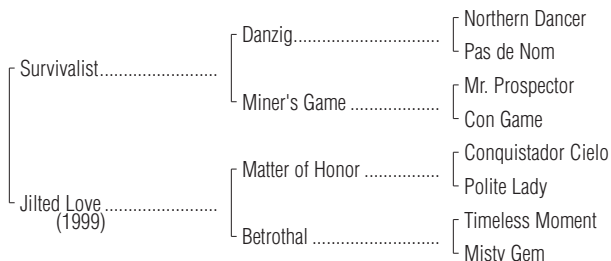 Northern Dancer
Danzig
Pas de Nom
Survivalist
Mr. Prospector
Miner's Game
Con Game
Conquistador Cielo
Matter of Honor
Polite Lady
Jilted Love
(1999)
Timeless Moment
Betrothal
Misty Gem